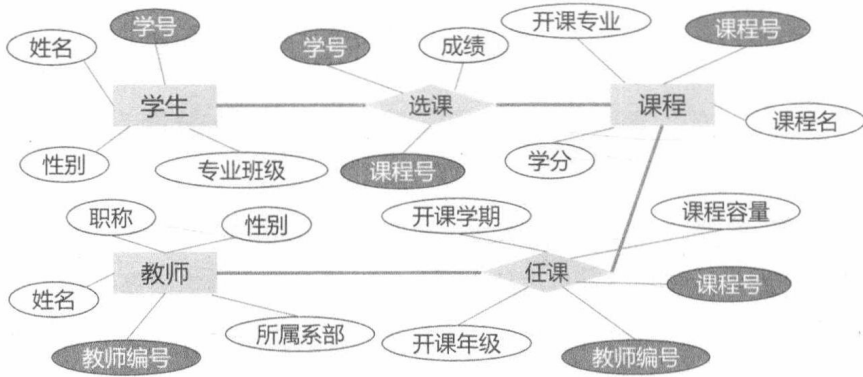 学号
姓名
学生
性别
专业班级
学号
成绩
选课
课程号
开课专业
课程号
课程
课程名
学分
职称
性别
教师
姓名
教师编号
所属系部
开课学期
课程容量
任课
课程号
开课年级
教师编号